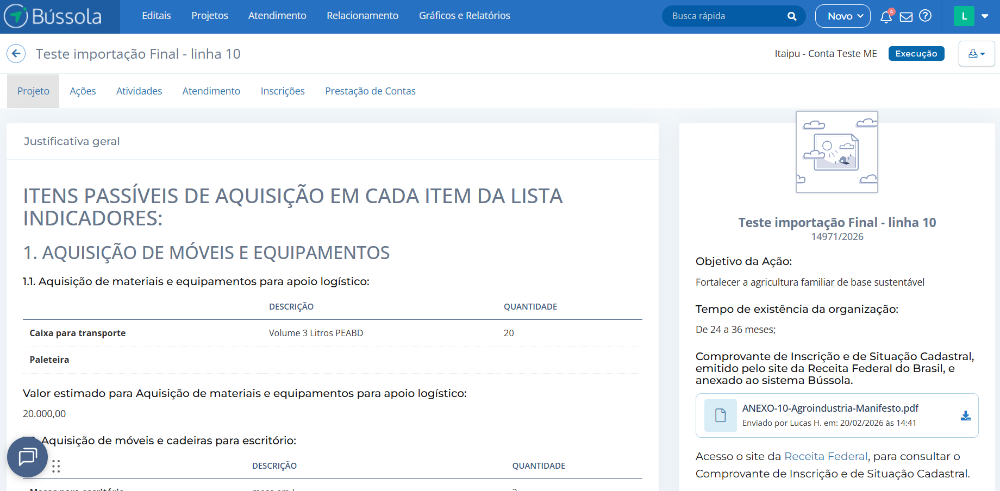 Bússola
Editais
Projetos
Atendimento
Relacionamento
Gráficos e Relatórios
Busca rápida
Novo
4
L
Teste importação Final - linha 10
Itaipu - Conta Teste ME
Execução
Projeto
Ações
Atividades
Atendimento
Inscrições
Prestação de Contas
Justificativa geral
ITENS PASSÍVEIS DE AQUISIÇÃO EM CADA ITEM DA LISTA
INDICADORES:
1. AQUISIÇÃO DE MÓVEIS E EQUIPAMENTOS
1.1. Aquisição de materiais e equipamentos para apoio logístico:
DESCRIÇÃO QUANTIDADE
Caixa para transporte Volume 3 Litros PEABD 20
Paleteira
Valor estimado para Aquisição de materiais e equipamentos para apoio logístico:
20.000,00
Aquisição de móveis e cadeiras para escritório:
DESCRIÇÃO QUANTIDADE
Teste importação Final - linha 10
14971/2026
Objetivo da Ação:
Fortalecer a agricultura familiar de base sustentável
Tempo de existência da organização:
De 24 a 36 meses;
Comprovante de Inscrição e de Situação Cadastral,
emitido pelo site da Receita Federal do Brasil, e
anexado ao sistema Bússola.
ANEXO-10-Agroindustria-Manifesto.pdf
Enviado por Lucas H. em: 20/02/2026 às 14:41
Acesso o site da Receita Federal, para consultar o
Comprovante de Inscrição e de Situação Cadastral.